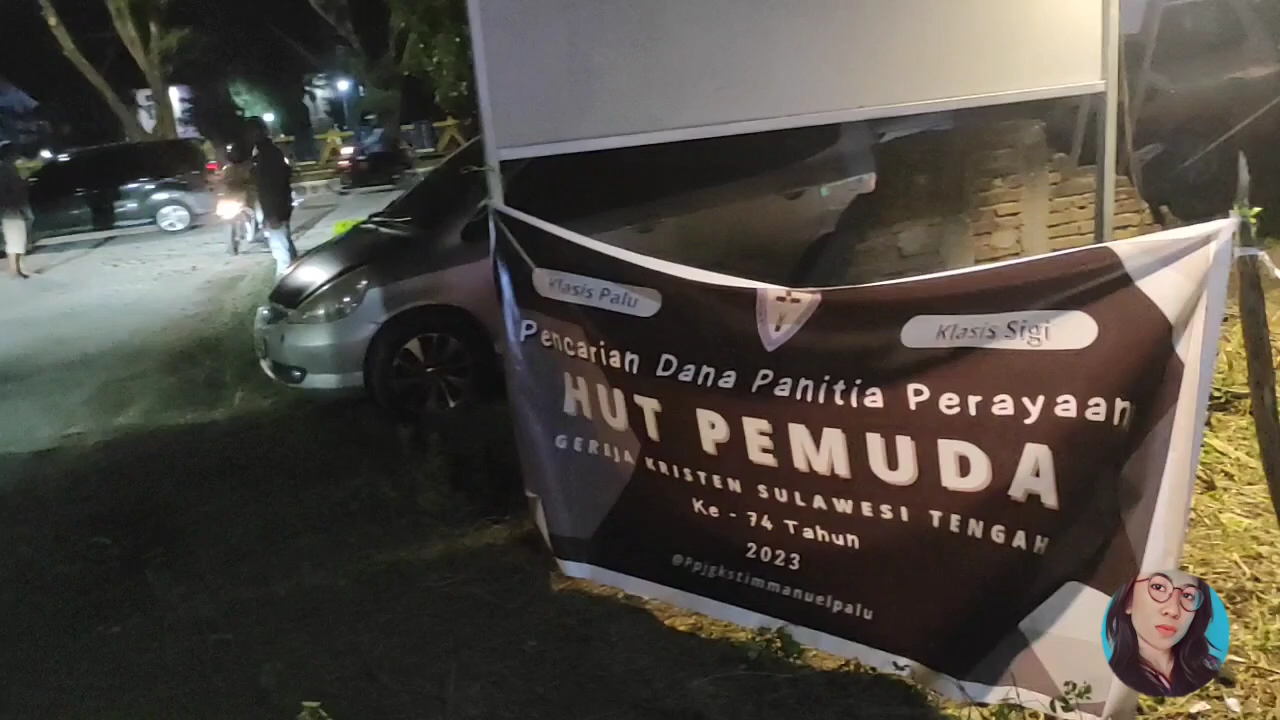 Klasis Palu
Klasis Sigi
Pencarian Dana Panitia Perayaan
HUT PEMUDA
GEREJA KRISTEN SULAWESI TENGAH
Ke - 74 Tahun
2023
@Ppjgkstimmanuelpalu